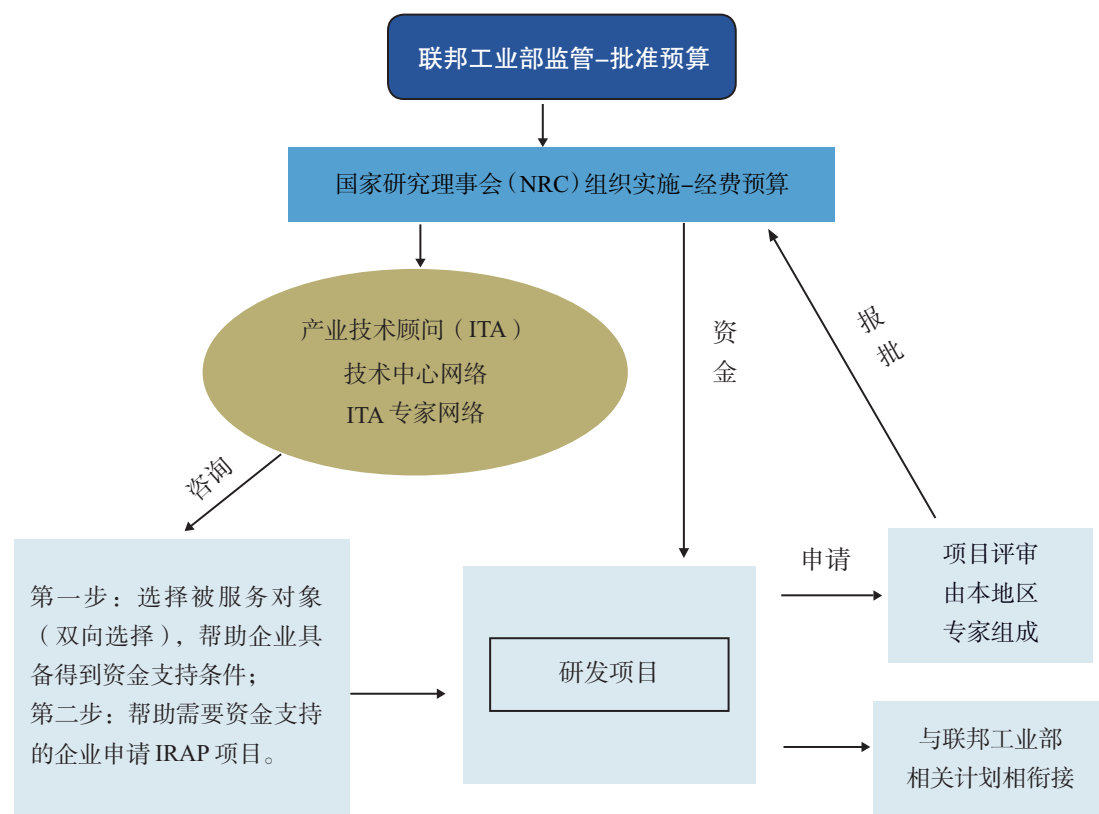 联邦工业部监管–批准预算
国家研究理事会（NRC）组织实施–经费预算
产业技术顾问（ITA）
技术中心网络
ITA 专家网络
资
金
报
批
咨询
第一步：选择被服务对象
（双向选择），帮助企业具
备得到资金支持条件；
第二步：帮助需要资金支持
的企业申请 IRAP 项目。
研发项目
申请
项目评审
由本地区
专家组成
与联邦工业部
相关计划相衔接